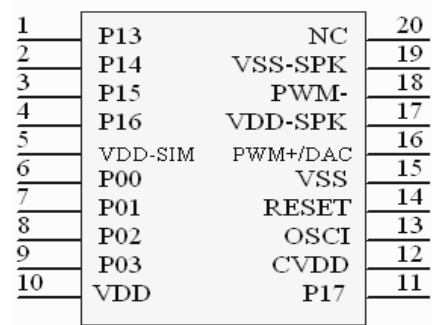 1 P13 NC 20
2 P14 VSS-SPK 19
3 P15 PWM- 18
4 P16 VDD-SPK 17
5 VDD-SIM PWM+/DAC 16
6 P00 VSS 15
7 P01 RESET 14
8 P02 OSCI 13
9 P03 CVDD 12
10 VDD P17 11